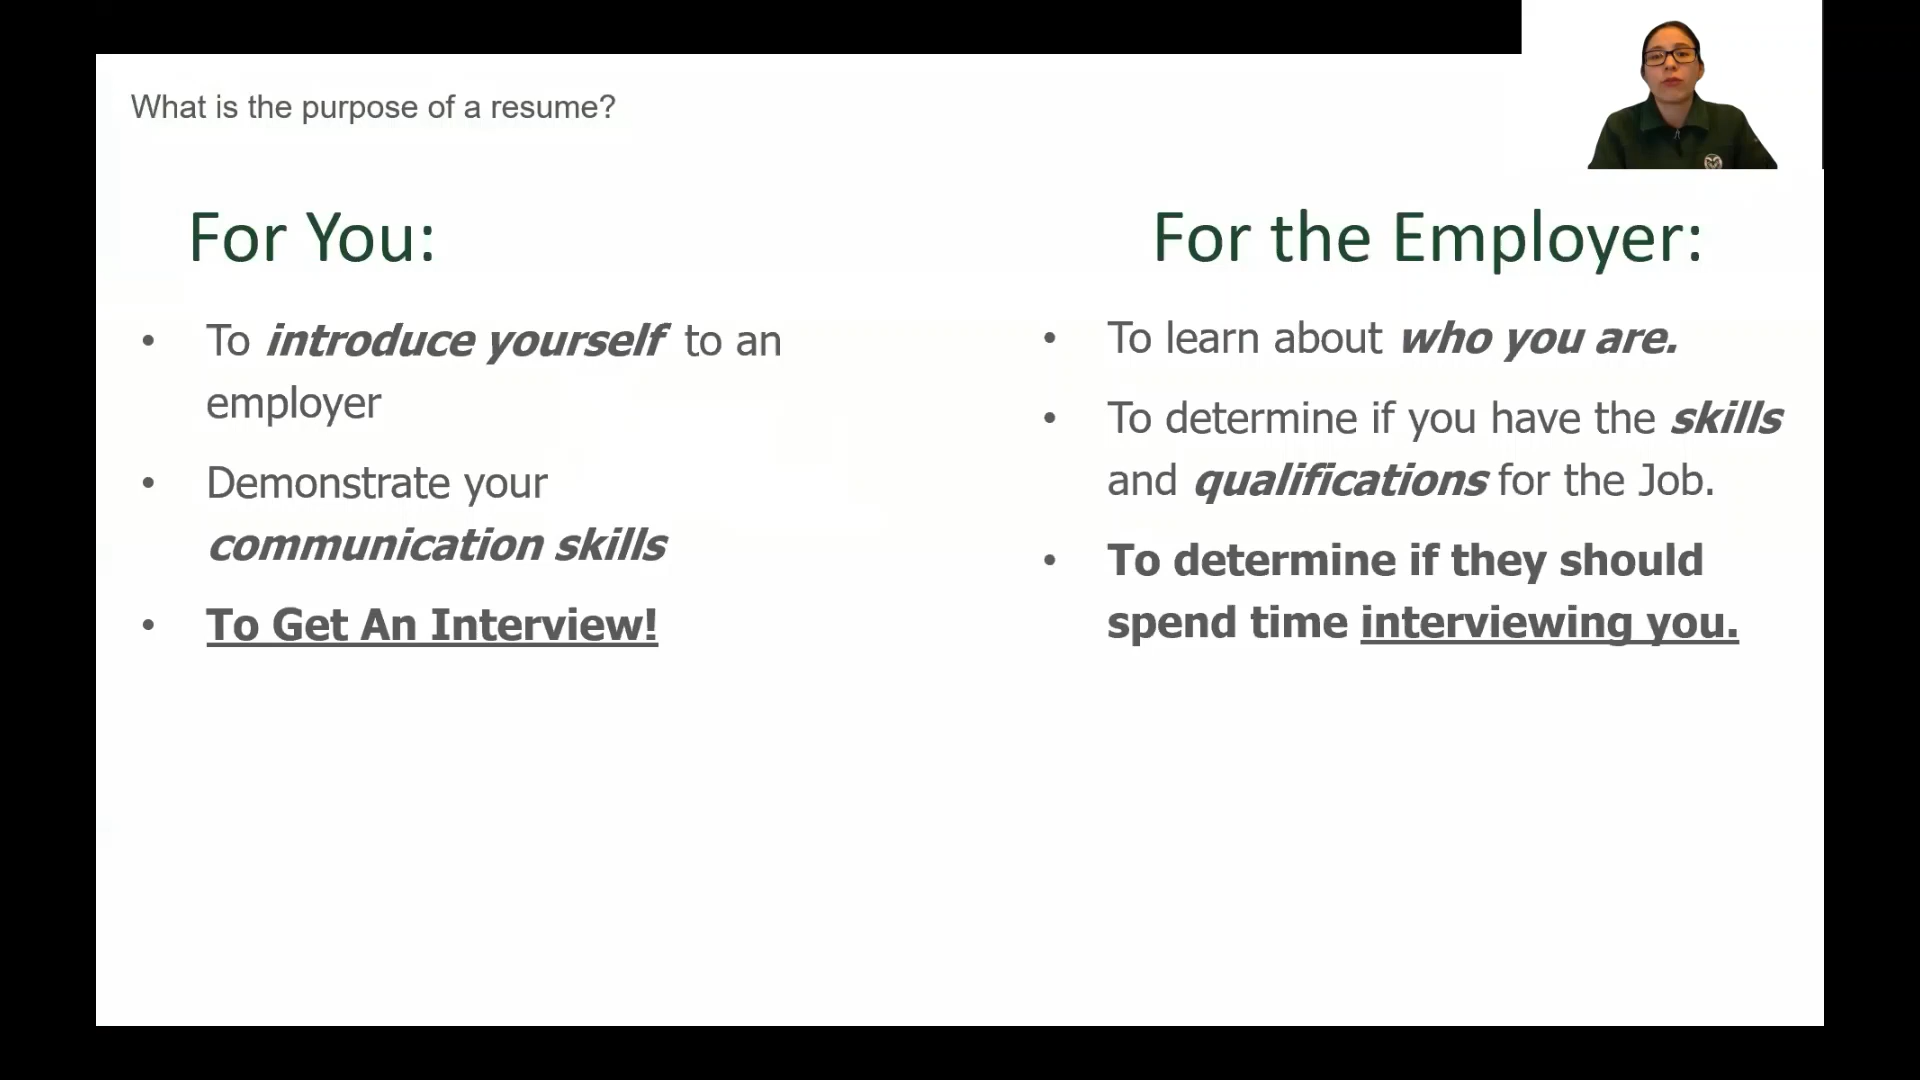 What is the purpose of a resume?
For You:
• To introduce yourself to an
employer
• Demonstrate your
communication skills
• To Get An Interview!
For the Employer:
• To learn about who you are.
• To determine if you have the skills
and qualifications for the Job.
• To determine if they should
spend time interviewing you.